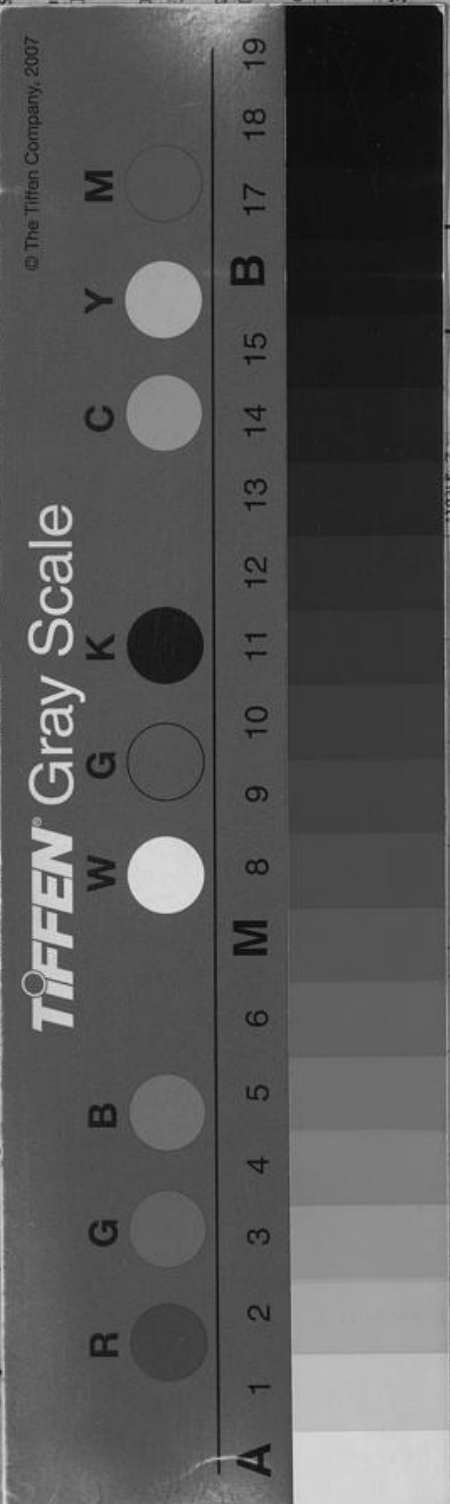 TIFFEN® Gray Scale
© The Tiffen Company, 2007
R G B W G K C Y M
A 1 2 3 4 5 6 M 8 9 10 11 12 13 14 15 B 17 18 19